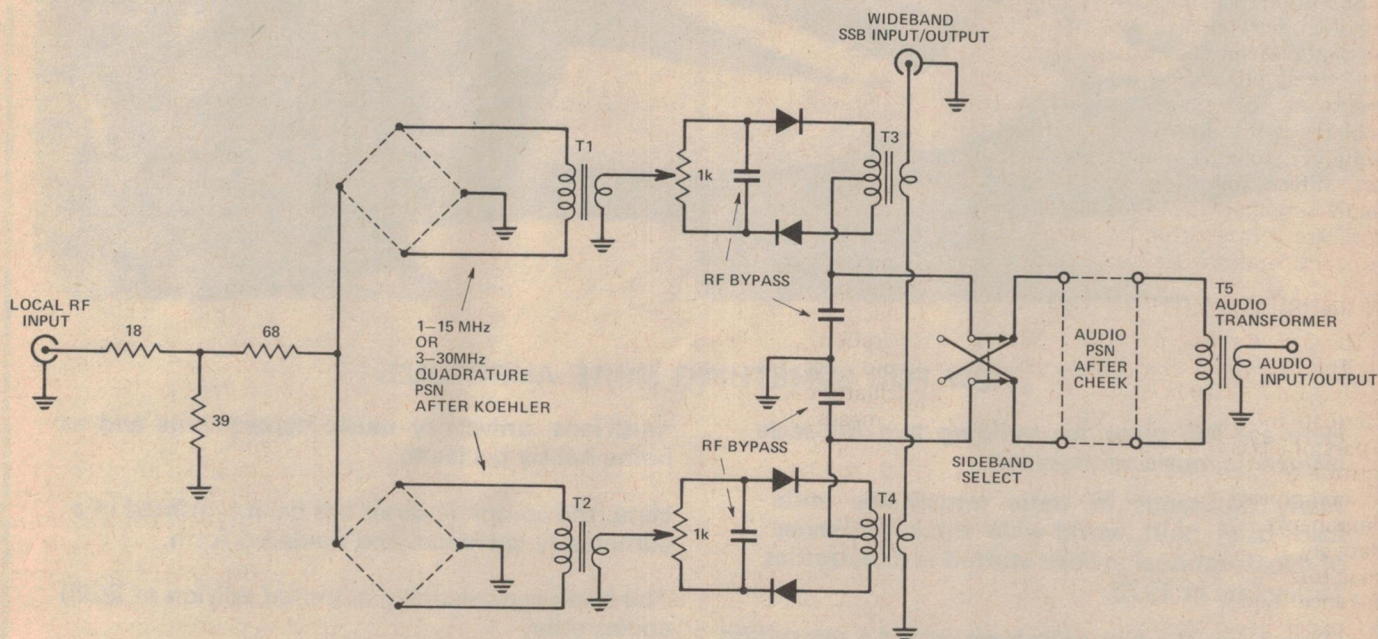 WIDEBAND
SSB INPUT/OUTPUT
T1
1k
T3
LOCAL RF
INPUT
18
68
39
1–15 MHz
OR
3–30MHz
QUADRATURE
PSN
AFTER KOEHLER
RF BYPASS
RF BYPASS
SIDEBAND
SELECT
AUDIO
PSN
AFTER
CHEEK
T5
AUDIO
TRANSFORMER
AUDIO
INPUT/OUTPUT
T2
1k
T4